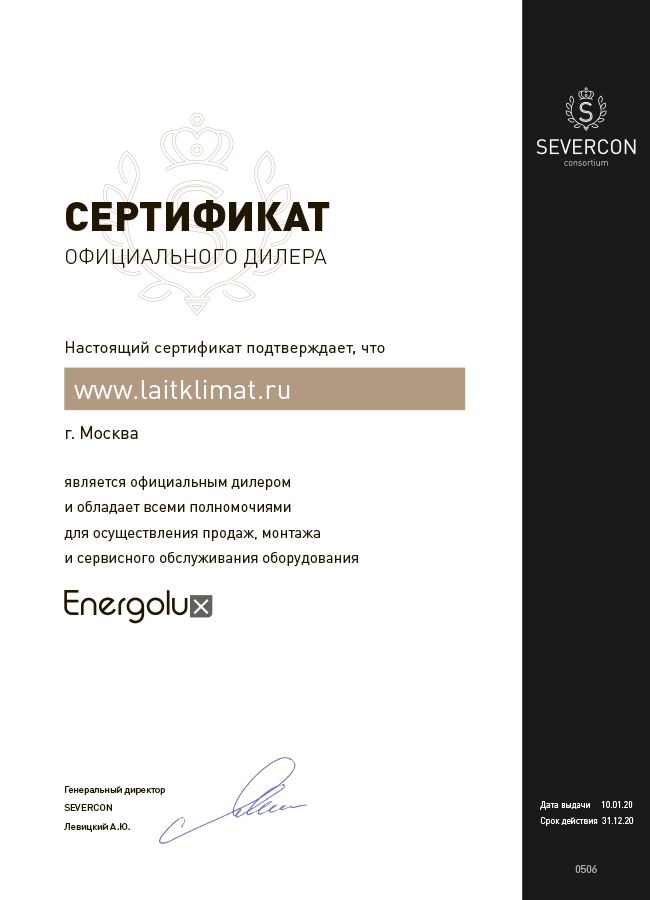 СЕРТИФИКАТ
ОФИЦИАЛЬНОГО ДИЛЕРА
Настоящий сертификат подтверждает, что
www.laitklimat.ru
г. Москва
является официальным дилером
и обладает всеми полномочиями
для осуществления продаж, монтажа
и сервисного обслуживания оборудования
Energolux
Генеральный директор
SEVERCON
Левицкий А.Ю.
S
SEVERCON
consortium
Дата выдачи 10.01.20
Срок действия 31.12.20
0506